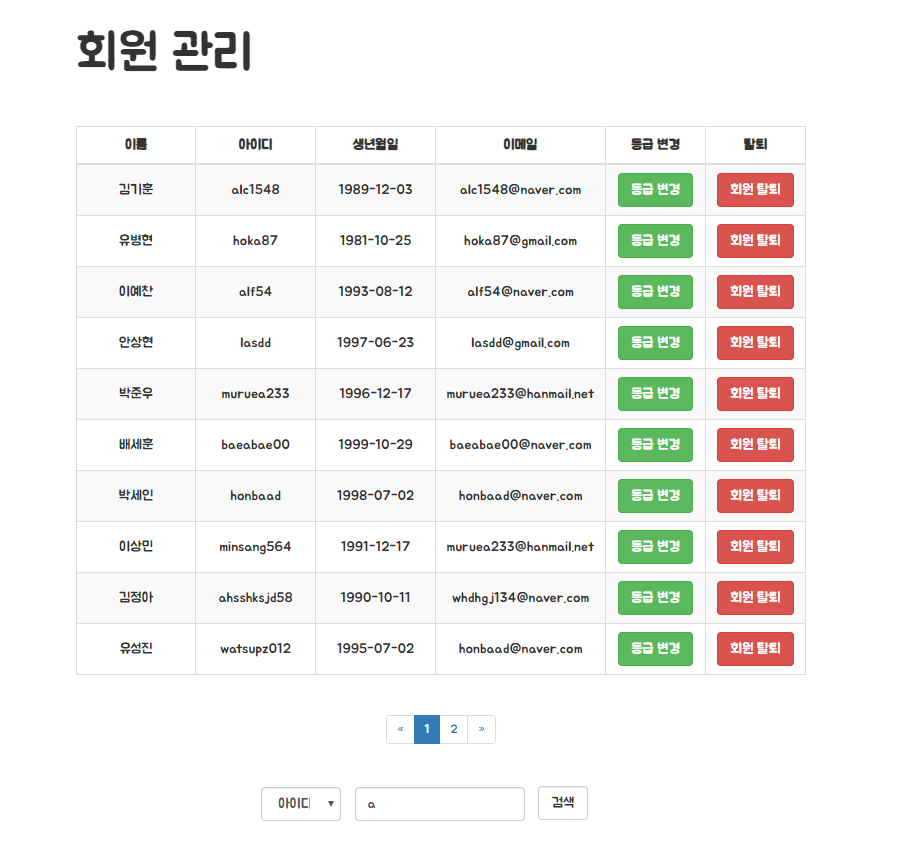 회원 관리
이름 아이디 생년월일 이메일 등급 변경 탈퇴
김기훈 alc1548 1989-12-03 alc1548@naver.com 등급 변경 회원 탈퇴
유병현 hoka87 1981-10-25 hoka87@gmail.com 등급 변경 회원 탈퇴
이예찬 alf54 1993-08-12 alf54@naver.com 등급 변경 회원 탈퇴
안상현 lasdd 1997-06-23 lasdd@gmail.com 등급 변경 회원 탈퇴
박준우 muruea233 1996-12-17 muruea233@hanmail.net 등급 변경 회원 탈퇴
배세훈 baeabae00 1999-10-29 baeabae00@naver.com 등급 변경 회원 탈퇴
박세인 honbaad 1998-07-02 honbaad@naver.com 등급 변경 회원 탈퇴
이상민 minsang564 1991-12-17 muruea233@hanmail.net 등급 변경 회원 탈퇴
김정아 ahsshksjd58 1990-10-11 whdhgj134@naver.com 등급 변경 회원 탈퇴
유성진 watsupz012 1995-07-02 honbaad@naver.com 등급 변경 회원 탈퇴
« 1 2 »
아이디 a 검색